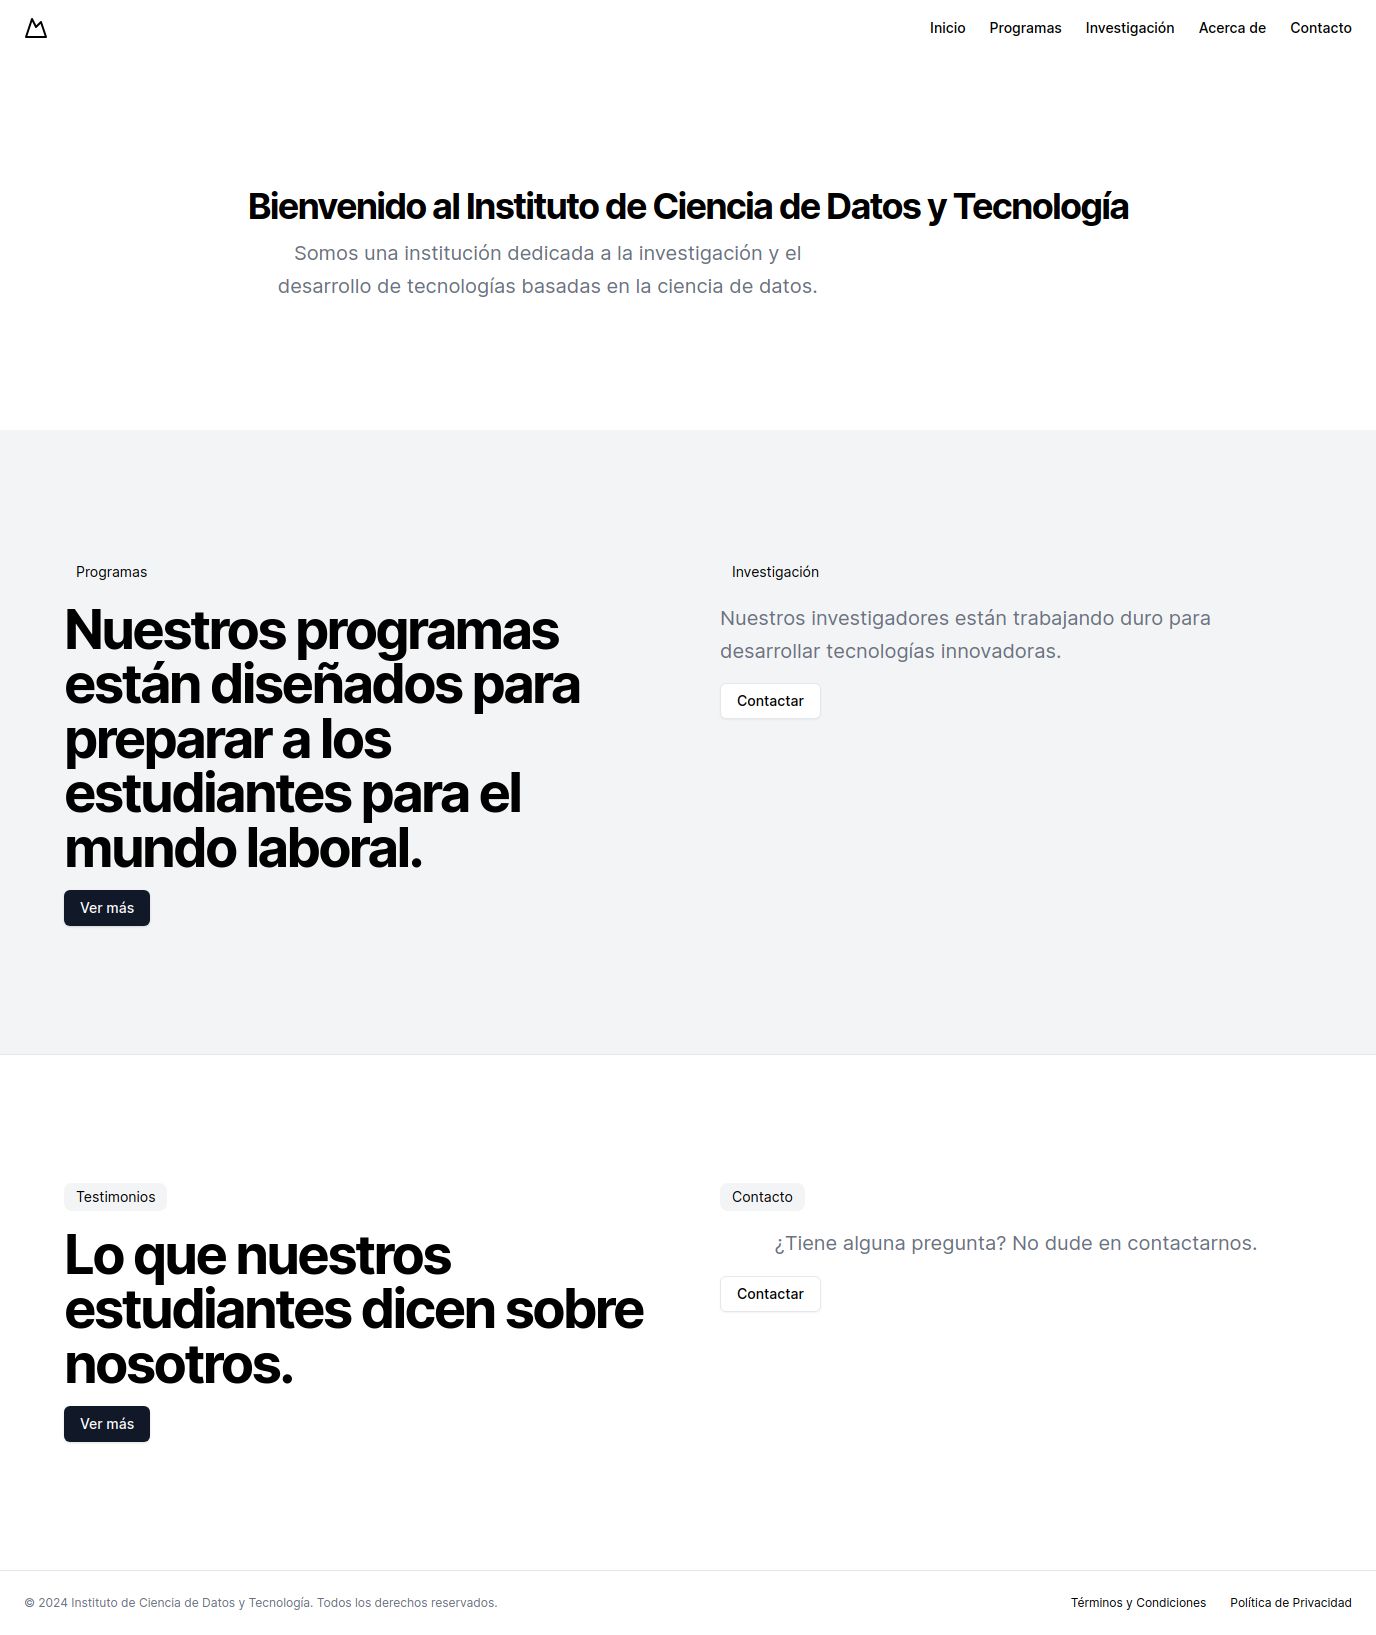 Inicio Programas Investigación Acerca de Contacto
Bienvenido al Instituto de Ciencia de Datos y Tecnología
Somos una institución dedicada a la investigación y el
desarrollo de tecnologías basadas en la ciencia de datos.
Programas
Nuestros programas
están diseñados para
preparar a los
estudiantes para el
mundo laboral.
Ver más
Investigación
Nuestros investigadores están trabajando duro para
desarrollar tecnologías innovadoras.
Contactar
Testimonios
Lo que nuestros
estudiantes dicen sobre
nosotros.
Ver más
Contacto
¿Tiene alguna pregunta? No dude en contactarnos.
Contactar
© 2024 Instituto de Ciencia de Datos y Tecnología. Todos los derechos reservados.
Términos y Condiciones Política de Privacidad